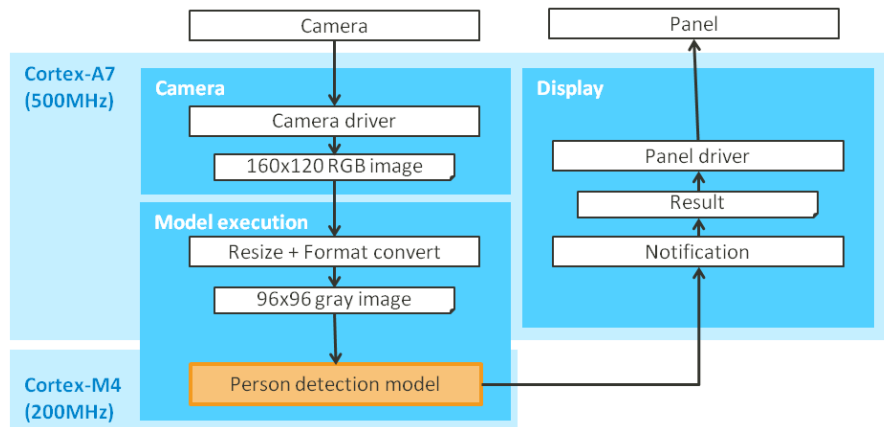 Camera
Panel
Cortex-A7
(500MHz)
Camera
Camera driver
160x120 RGB image
Model execution
Resize + Format convert
96x96 gray image
Cortex-M4
(200MHz)
Person detection model
Display
Panel driver
Result
Notification